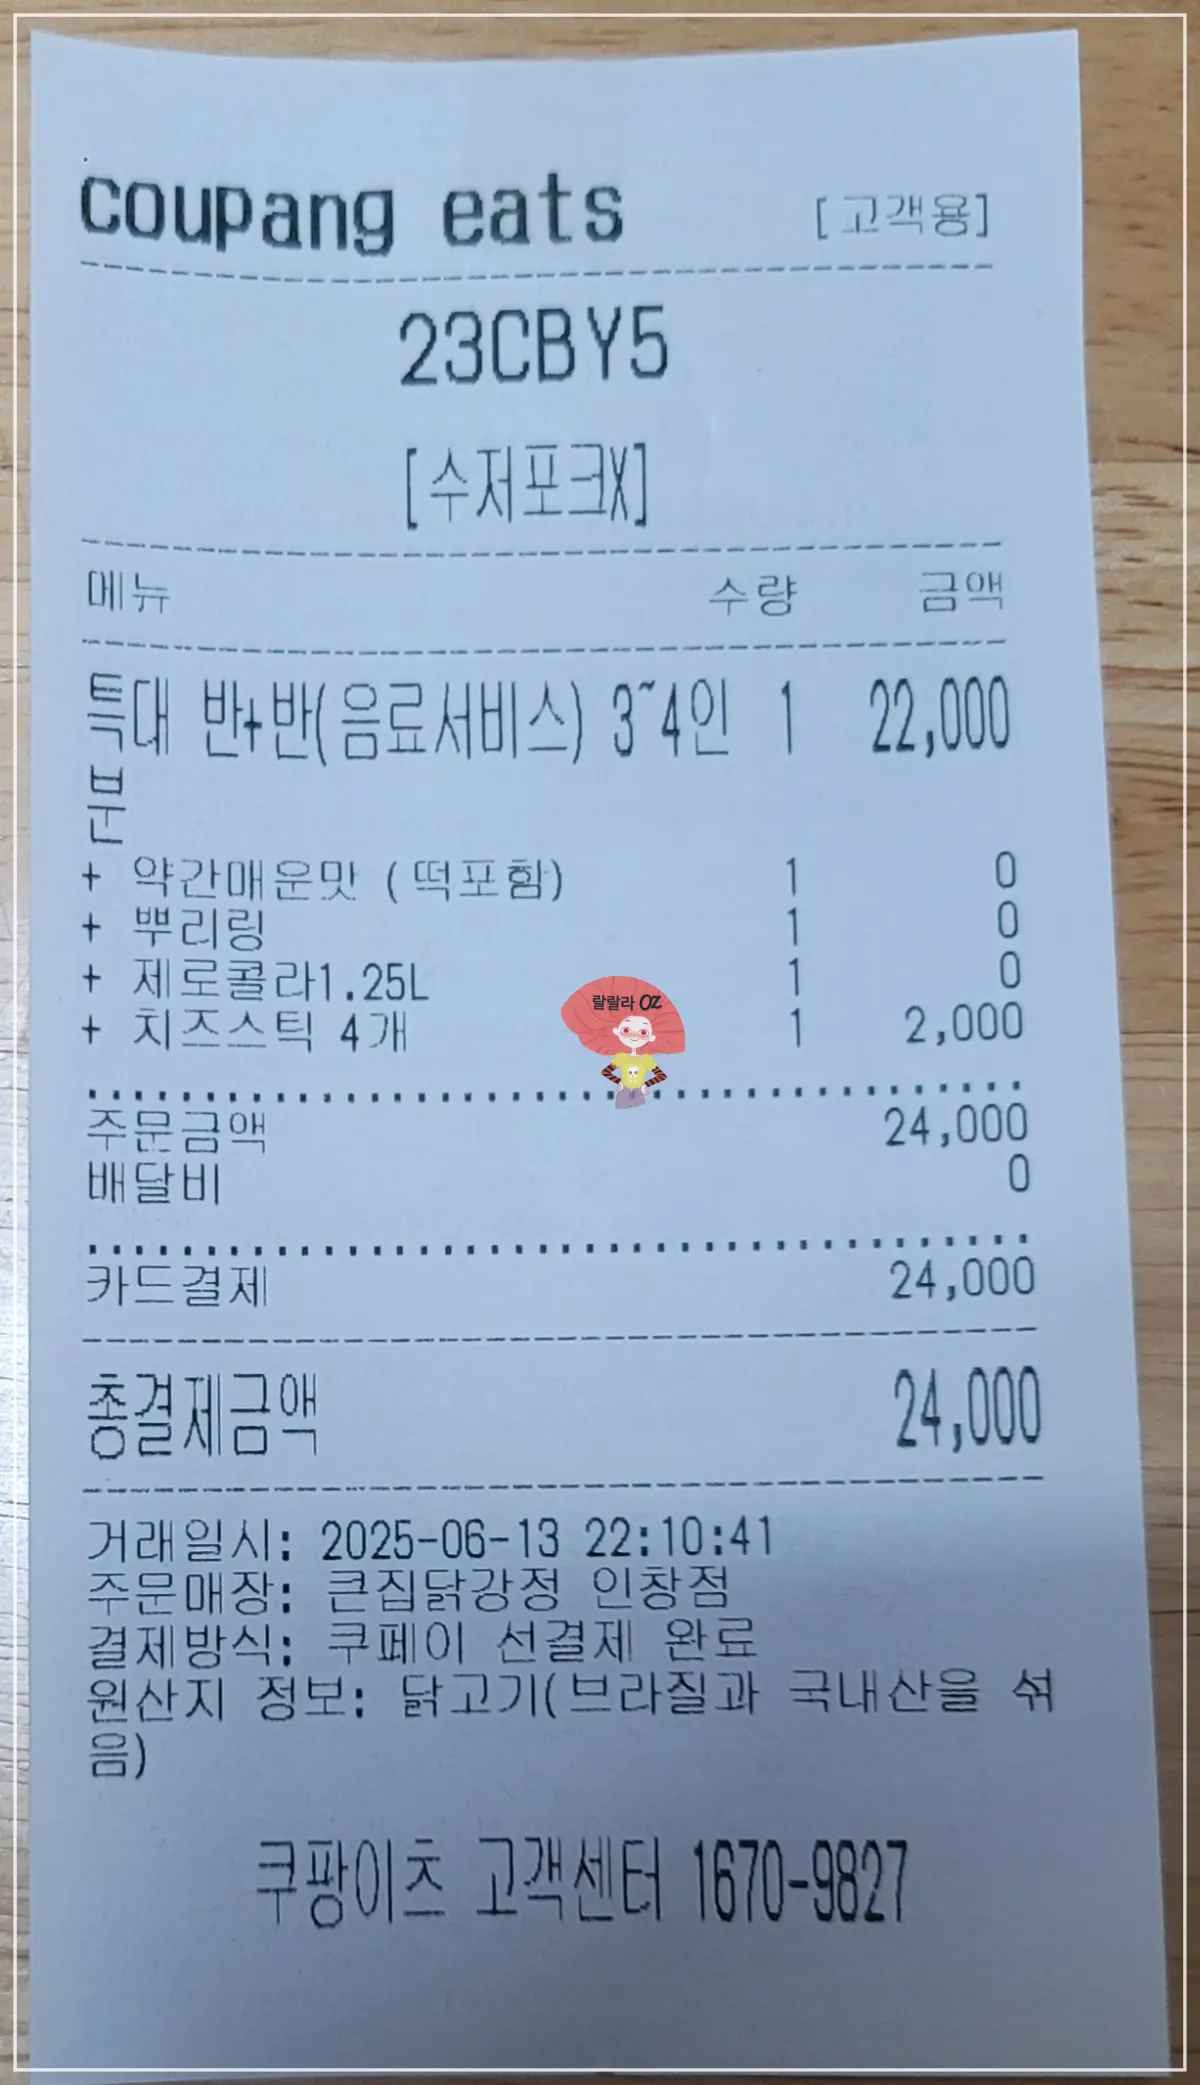 coupang eats [고객용]
23CBY5
[수저포크X]
메뉴 수량 금액
특대 반+반(음료서비스) 3~4인 1 22,000
분
+ 약간매운맛 (떡포함) 1 0
+ 뿌리링 1 0
+ 제로콜라1.25L 1 0
+ 치즈스틱 4개 1 2,000
랄랄라 OZ
주문금액 24,000
배달비 0
카드결제 24,000
총결제금액 24,000
거래일시: 2025-06-13 22:10:41
주문매장: 큰집닭강정 인창점
결제방식: 쿠페이 선결제 완료
원산지 정보: 닭고기(브라질과 국내산을 섞
음)
쿠팡이츠 고객센터 1670-9827